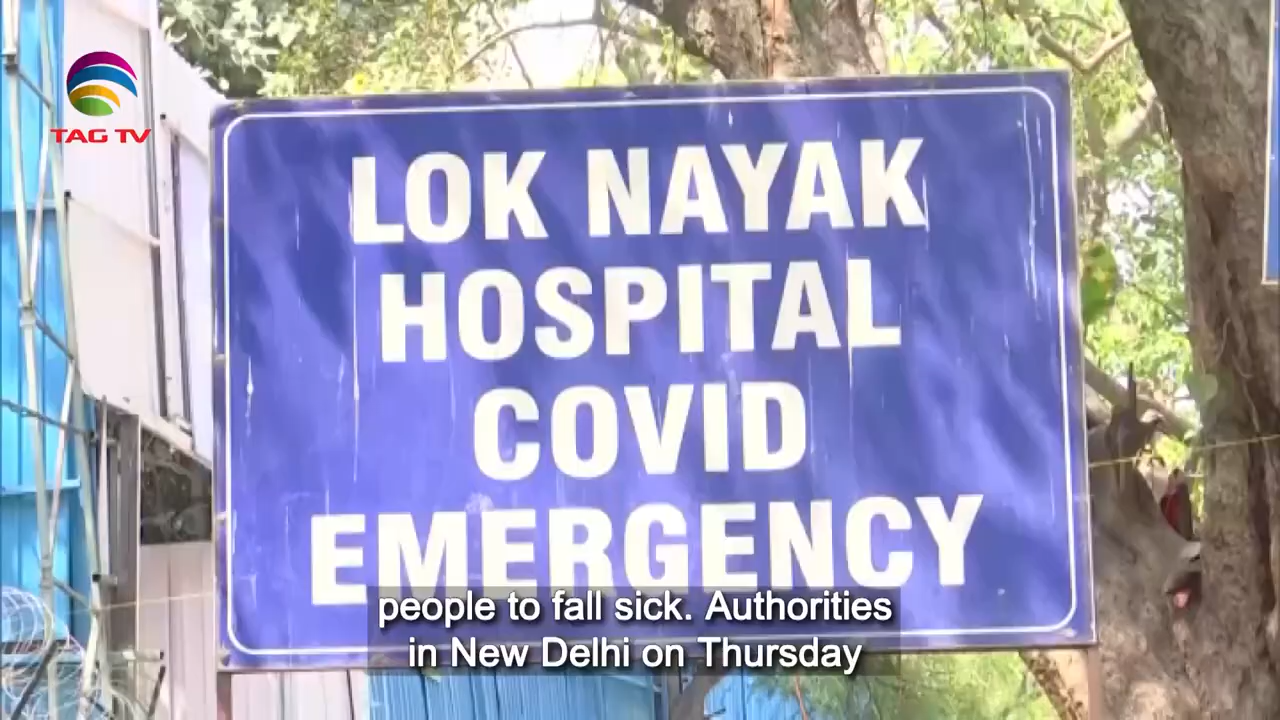 TAG TV
LOK NAYAK
HOSPITAL
COVID
EMERGENCY
people to fall sick. Authorities
in New Delhi on Thursday